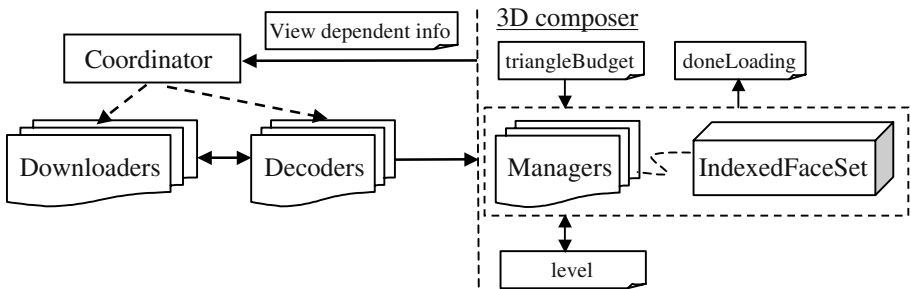 3D composer
View dependent info
Coordinator
triangleBudget
doneLoading
Downloaders
Decoders
Managers
IndexedFaceSet
level